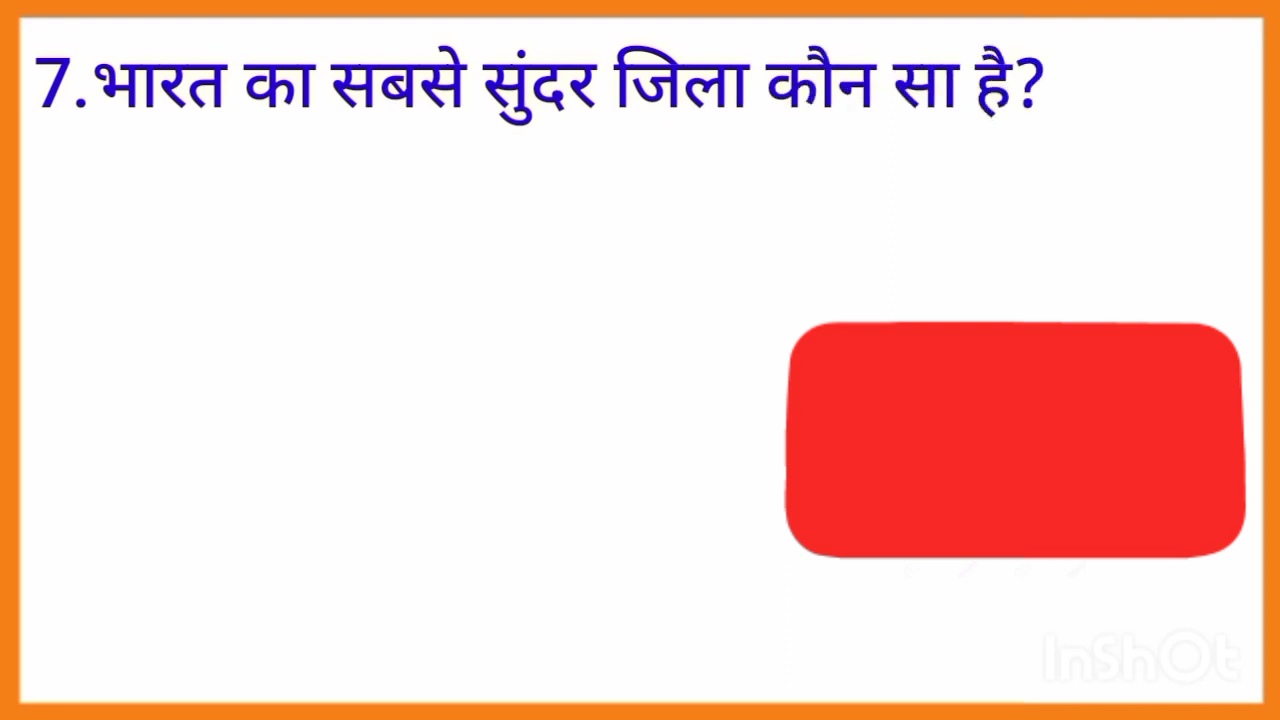 7.भारत का सबसे सुंदर जिला कौन सा है?
InShOt